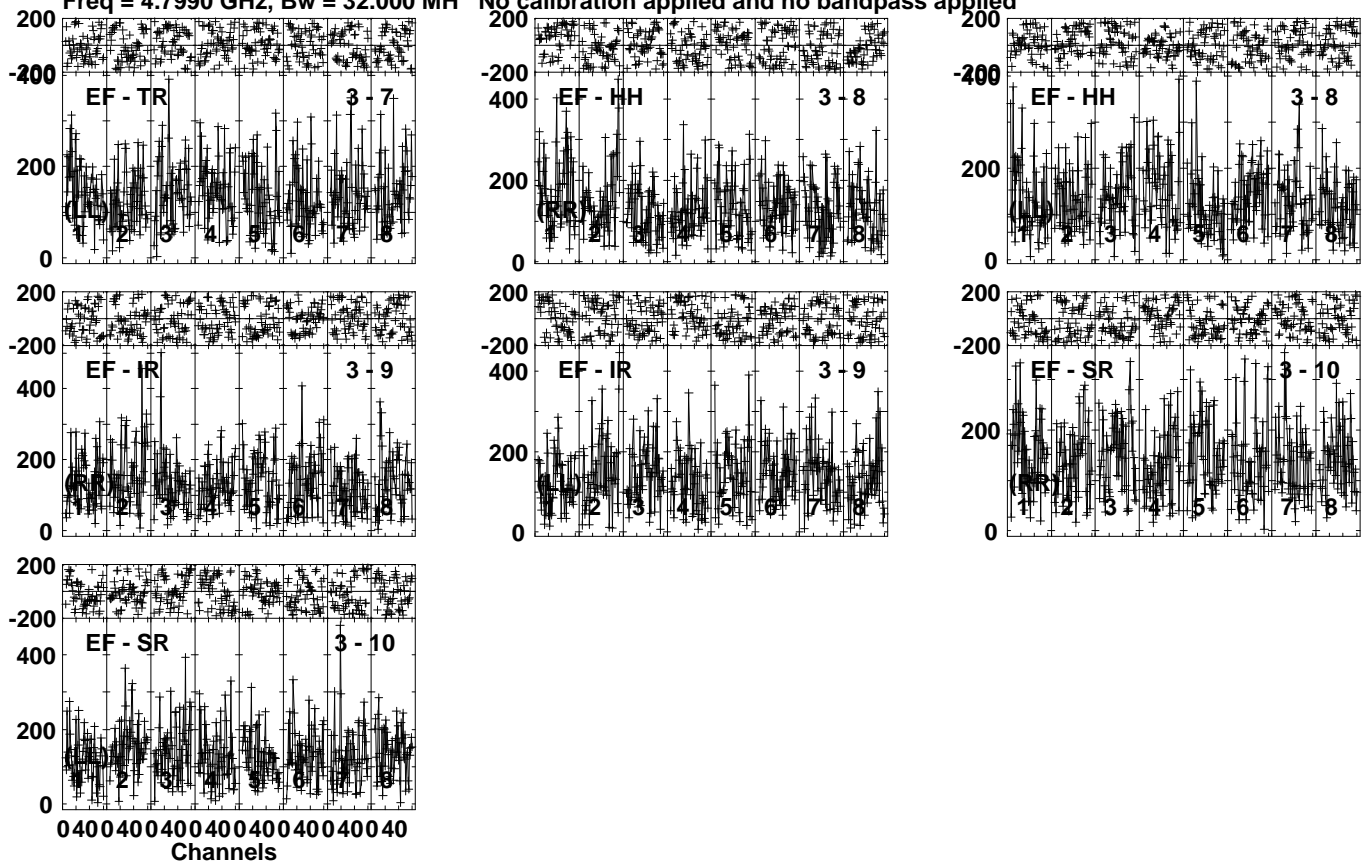 Freq = 4.7990 GHz, Bw = 32.000 MH No calibration applied and no bandpass applied
200
-200
400
EF - TR 3 - 7
200
(LL)
1 2 3 4 5 6 7 8
0
200
-200
400
EF - HH 3 - 8
200
(RR)
1 2 3 4 5 6 7 8
0
200
-200
400
EF - HH 3 - 8
200
(LL)
1 2 3 4 5 6 7 8
0
200
-200
EF - IR 3 - 9
400
200
(RR)
1 2 3 4 5 6 7 8
0
200
-200
EF - IR 3 - 9
400
200
(LL)
1 2 3 4 5 6 7 8
0
200
-200
EF - SR 3 - 10
200
(RR)
1 2 3 4 5 6 7 8
0
200
-200
EF - SR 3 - 10
400
200
(LL)
1 2 3 4 5 6 7 8
0
0 40 0 40 0 40 0 40 0 40 0 40 0 40 0 40
Channels